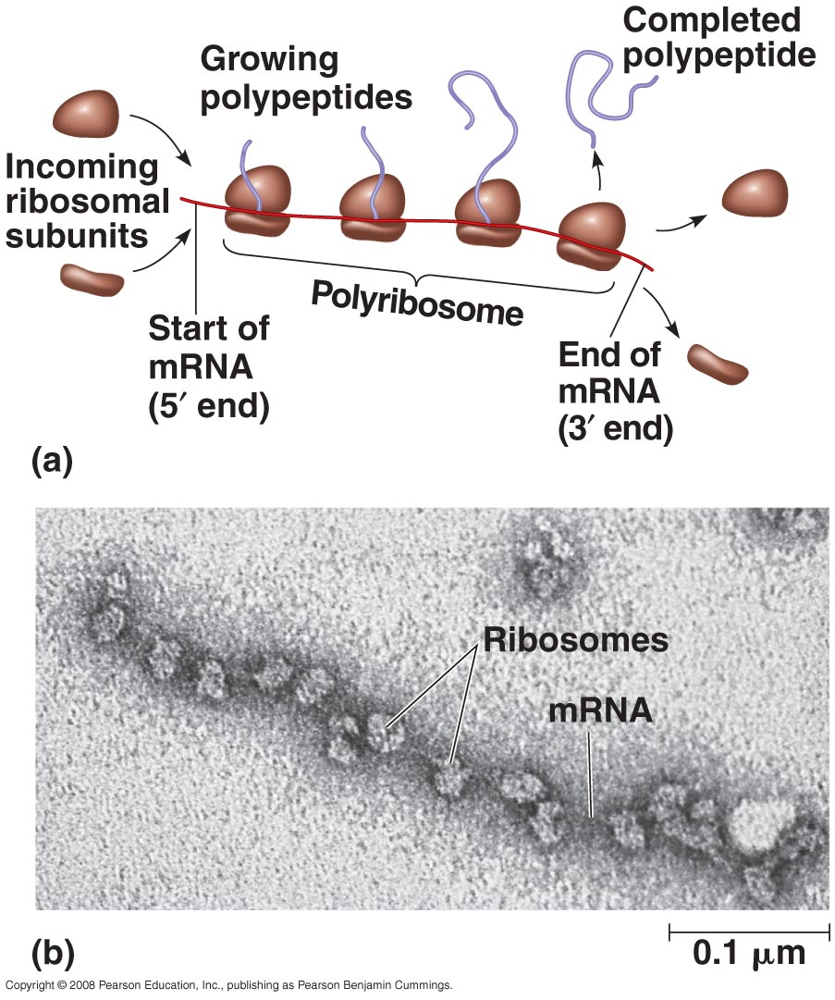 Completed
polypeptide
Growing
polypeptides
Incoming
ribosomal
subunits
Polyribosome
Start of
mRNA
(5′ end)
End of
mRNA
(3′ end)
(a)
Ribosomes
mRNA
(b)
0.1 μm
Copyright © 2008 Pearson Education, Inc., publishing as Pearson Benjamin Cummings.